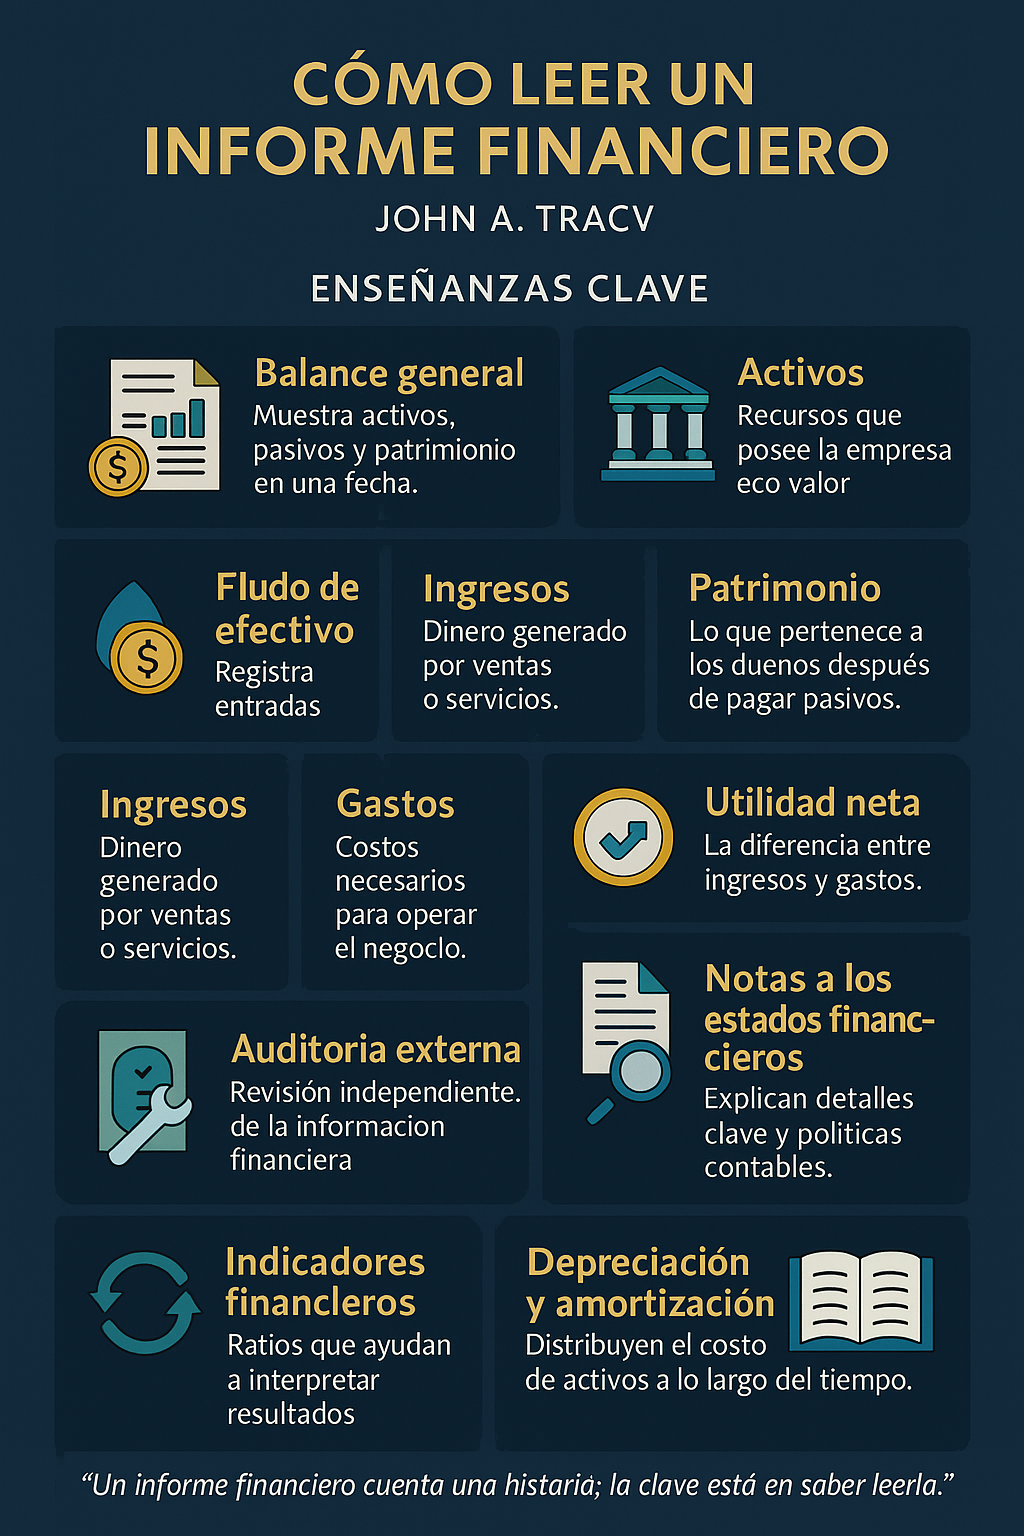 CÓMO LEER UN
INFORME FINANCIERO
JOHN A. TRACV
ENSEÑANZAS CLAVE
Balance general
Muestra activos,
pasivos y patrimionio
en una fecha.
Activos
Recursos que
posee la empresa
eco valor
Fludo de
efectivo
Registra
entradas
Ingresos
Dinero generado
por ventas
o servicios.
Patrimonio
Lo que pertenece a
los duenos después
de pagar pasivos.
Ingresos
Dinero
generado
por ventas
o servicios.
Gastos
Costos
necesarios
para operar
el negoclo.
Utilidad neta
La diferencia entre
ingresos y gastos.
Notas a los
estados financ-
cieros
Explican detalles
clave y politicas
contables.
Auditoria externa
Revisión independiente.
de la informacion
financiera
Indicadores
financleros
Ratios que ayudan
a interpretar
resultados
Depreciación
y amortización
Distribuyen el costo
de activos a lo largo del tiempo.
“Un informe financiero cuenta una histaria; la clave está en saber leerla.”